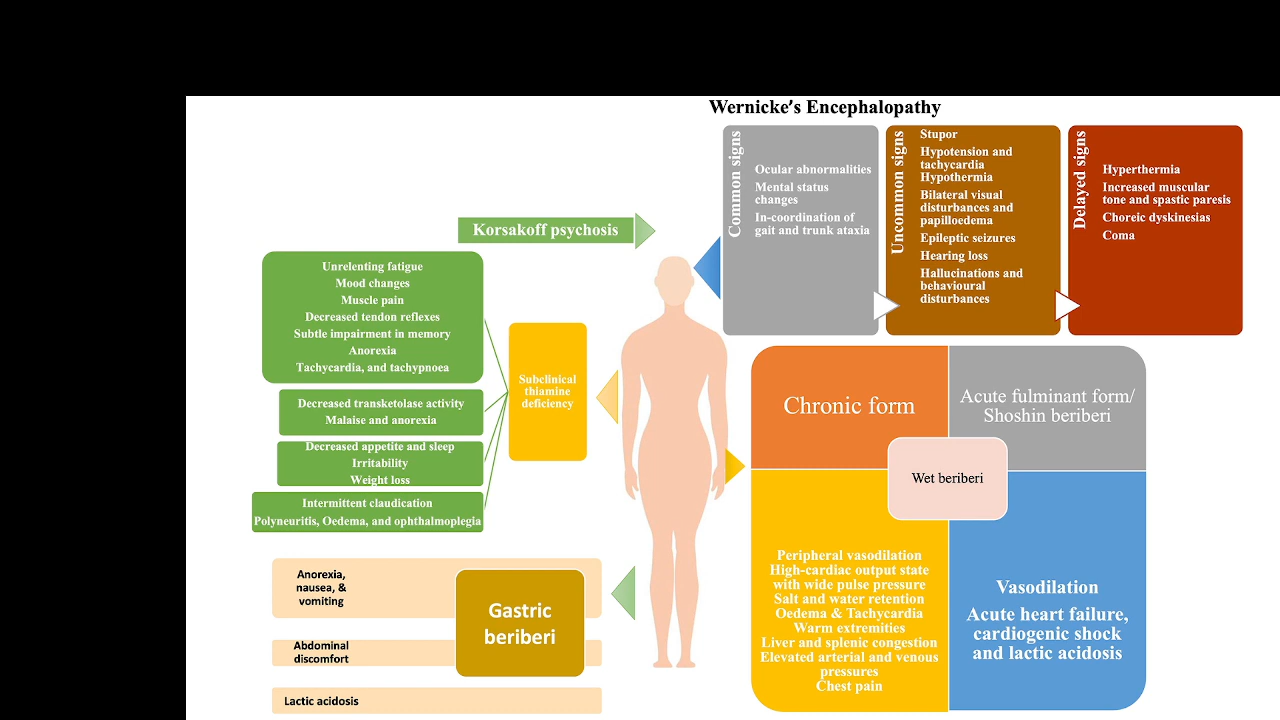 Wernicke's Encephalopathy
Common signs
Ocular abnormalities
Mental status
changes
In-coordination of
gait and trunk ataxia
Uncommon signs
Stupor
Hypotension and
tachycardia
Hypothermia
Bilateral visual
disturbances and
papilloedema
Epileptic seizures
Hearing loss
Hallucinations and
behavioural
disturbances
Delayed signs
Hyperthermia
Increased muscular
tone and spastic paresis
Choreic dyskinesias
Coma
Korsakoff psychosis
Unrelenting fatigue
Mood changes
Muscle pain
Decreased tendon reflexes
Subtle impairment in memory
Anorexia
Tachycardia, and tachypnoea
Decreased transketolase activity
Malaise and anorexia
Decreased appetite and sleep
Irritability
Weight loss
Intermittent claudication
Polyneuritis, Oedema, and ophthalmoplegia
Subclinical
thiamine
deficiency
Chronic form
Acute fulminant form/
Shoshin beriberi
Wet beriberi
Peripheral vasodilation
High-cardiac output state
with wide pulse pressure
Salt and water retention
Oedema & Tachycardia
Warm extremities
Liver and splenic congestion
Elevated arterial and venous
pressures
Chest pain
Vasodilation
Acute heart failure,
cardiogenic shock
and lactic acidosis
Anorexia,
nausea, &
vomiting
Abdominal
discomfort
Lactic acidosis
Gastric
beriberi